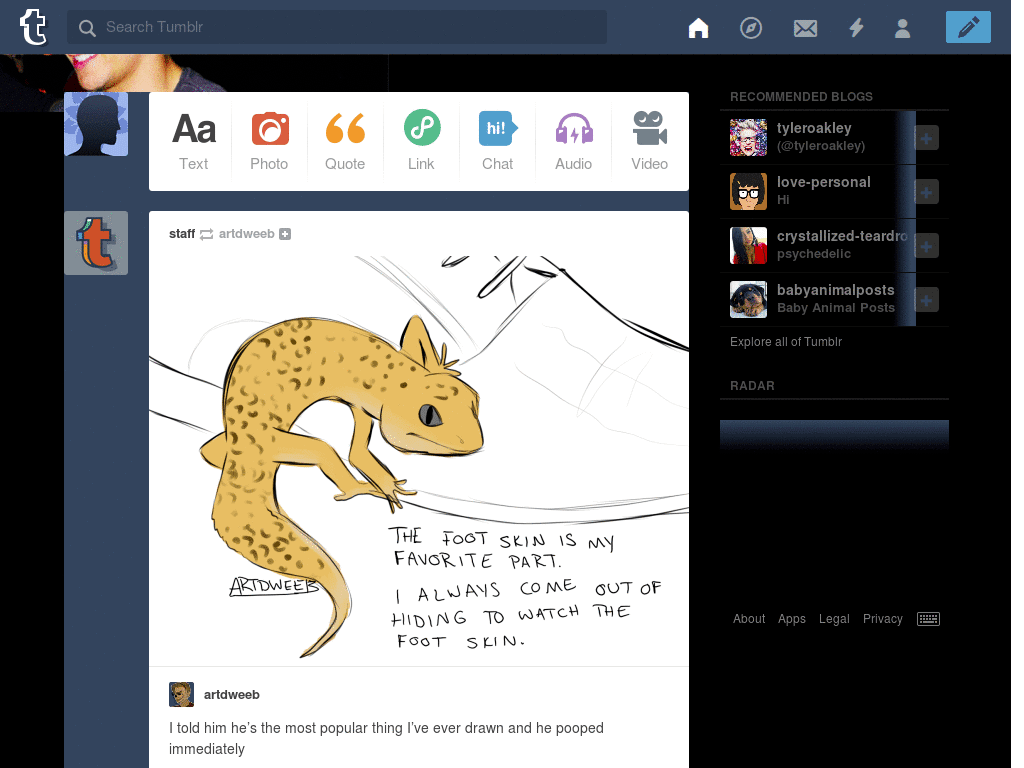 Search Tumblr
Aa
hi!
Text
Photo
Quote
Link
Chat
Audio
Video
staff
artdweeb
THE FOOT SKIN IS MY
FAVORITE PART.
I ALWAYS COME OUT OF
HIDING TO WATCH THE
FOOT SKIN.
ARTDWEEB
artdweeb
I told him he's the most popular thing I've ever drawn and he pooped
immediately
RECOMMENDED BLOGS
tyleroakley
(@tyleroakley)
love-personal
Hi
crystallized-teardro
psychedelic
babyanimalposts
Baby Animal Posts
Explore all of Tumblr
RADAR
About Apps Legal Privacy